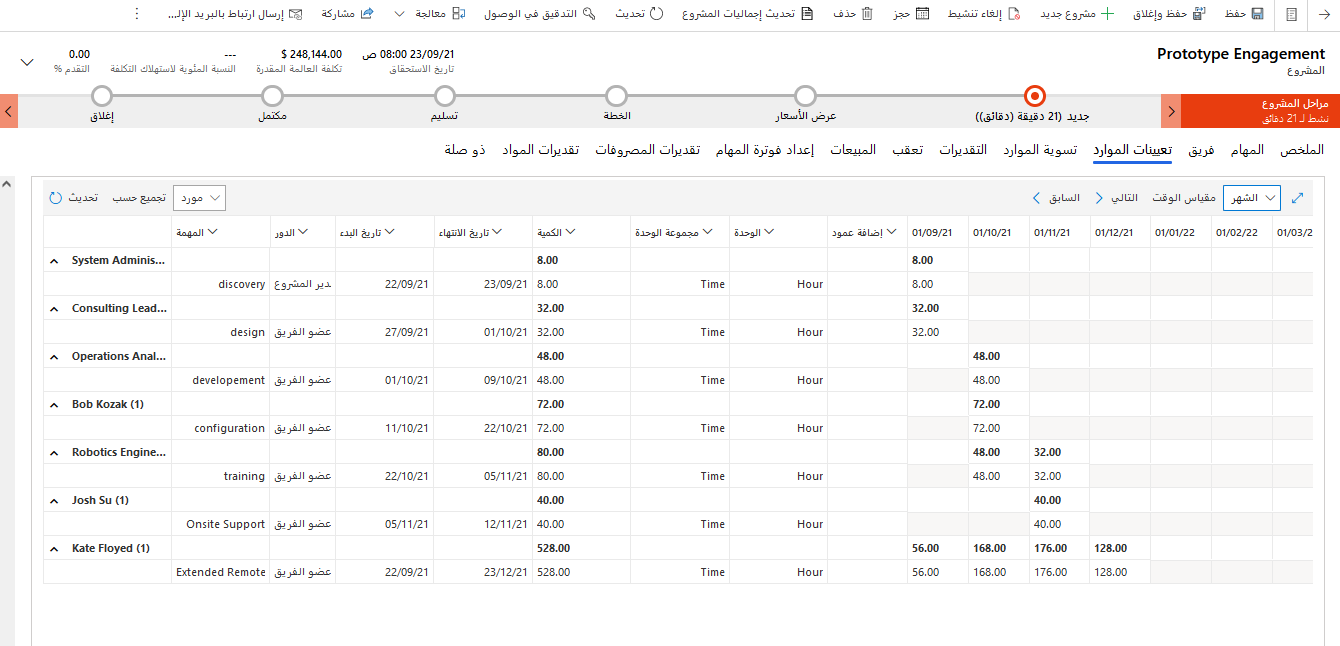 حفظ
حفظ وإغلاق
مشروع جديد
إلغاء تنشيط
حجز
حذف
تحديث إجماليات المشروع
تحديث
التدقيق في الوصول
معالجة
مشاركة
إرسال ارتباط بالبريد الإلـ...
Prototype Engagement
المشروع
23/09/21 08:00 ص
تاريخ الاستحقاق
$ 248,144.00
تكلفة العمالة المقدرة
---
النسبة المئوية لاستهلاك التكلفة
0.00
التقدم %
مراحل المشروع
نشط لـ 21 دقائق
جديد (21 دقيقة (دقائق))
عرض الأسعار
الخطة
تسليم
مكتمل
إغلاق
الملخص المهام فريق تعيينات الموارد تسوية الموارد التقديرات تعقب المبيعات إعداد فوترة المهام تقديرات المصروفات تقديرات المواد ذو صلة
الشهر مقياس الوقت التالي السابق
مورد تجميع حسب تحديث
المهمة الدور تاريخ البدء تاريخ الانتهاء الكمية مجموعة الوحدة الوحدة إضافة عمود 01/09/21 01/10/21 01/11/21 01/12/21 01/01/22 01/02/22 01/03/2
System Adminis... 8.00 8.00
discovery دير المشروع 22/09/21 23/09/21 8.00 Time Hour 8.00
Consulting Lead... 32.00 32.00
design عضو الفريق 27/09/21 01/10/21 32.00 Time Hour 32.00
Operations Anal... 48.00 48.00
developement عضو الفريق 01/10/21 09/10/21 48.00 Time Hour 48.00
Bob Kozak (1) 72.00 72.00
configuration عضو الفريق 11/10/21 22/10/21 72.00 Time Hour 72.00
Robotics Engine... 80.00 48.00 32.00
training عضو الفريق 22/10/21 05/11/21 80.00 Time Hour 48.00 32.00
Josh Su (1) 40.00 40.00
Onsite Support عضو الفريق 05/11/21 12/11/21 40.00 Time Hour 40.00
Kate Floyed (1) 528.00 56.00 168.00 176.00 128.00
Extended Remote عضو الفريق 22/09/21 23/12/21 528.00 Time Hour 56.00 168.00 176.00 128.00